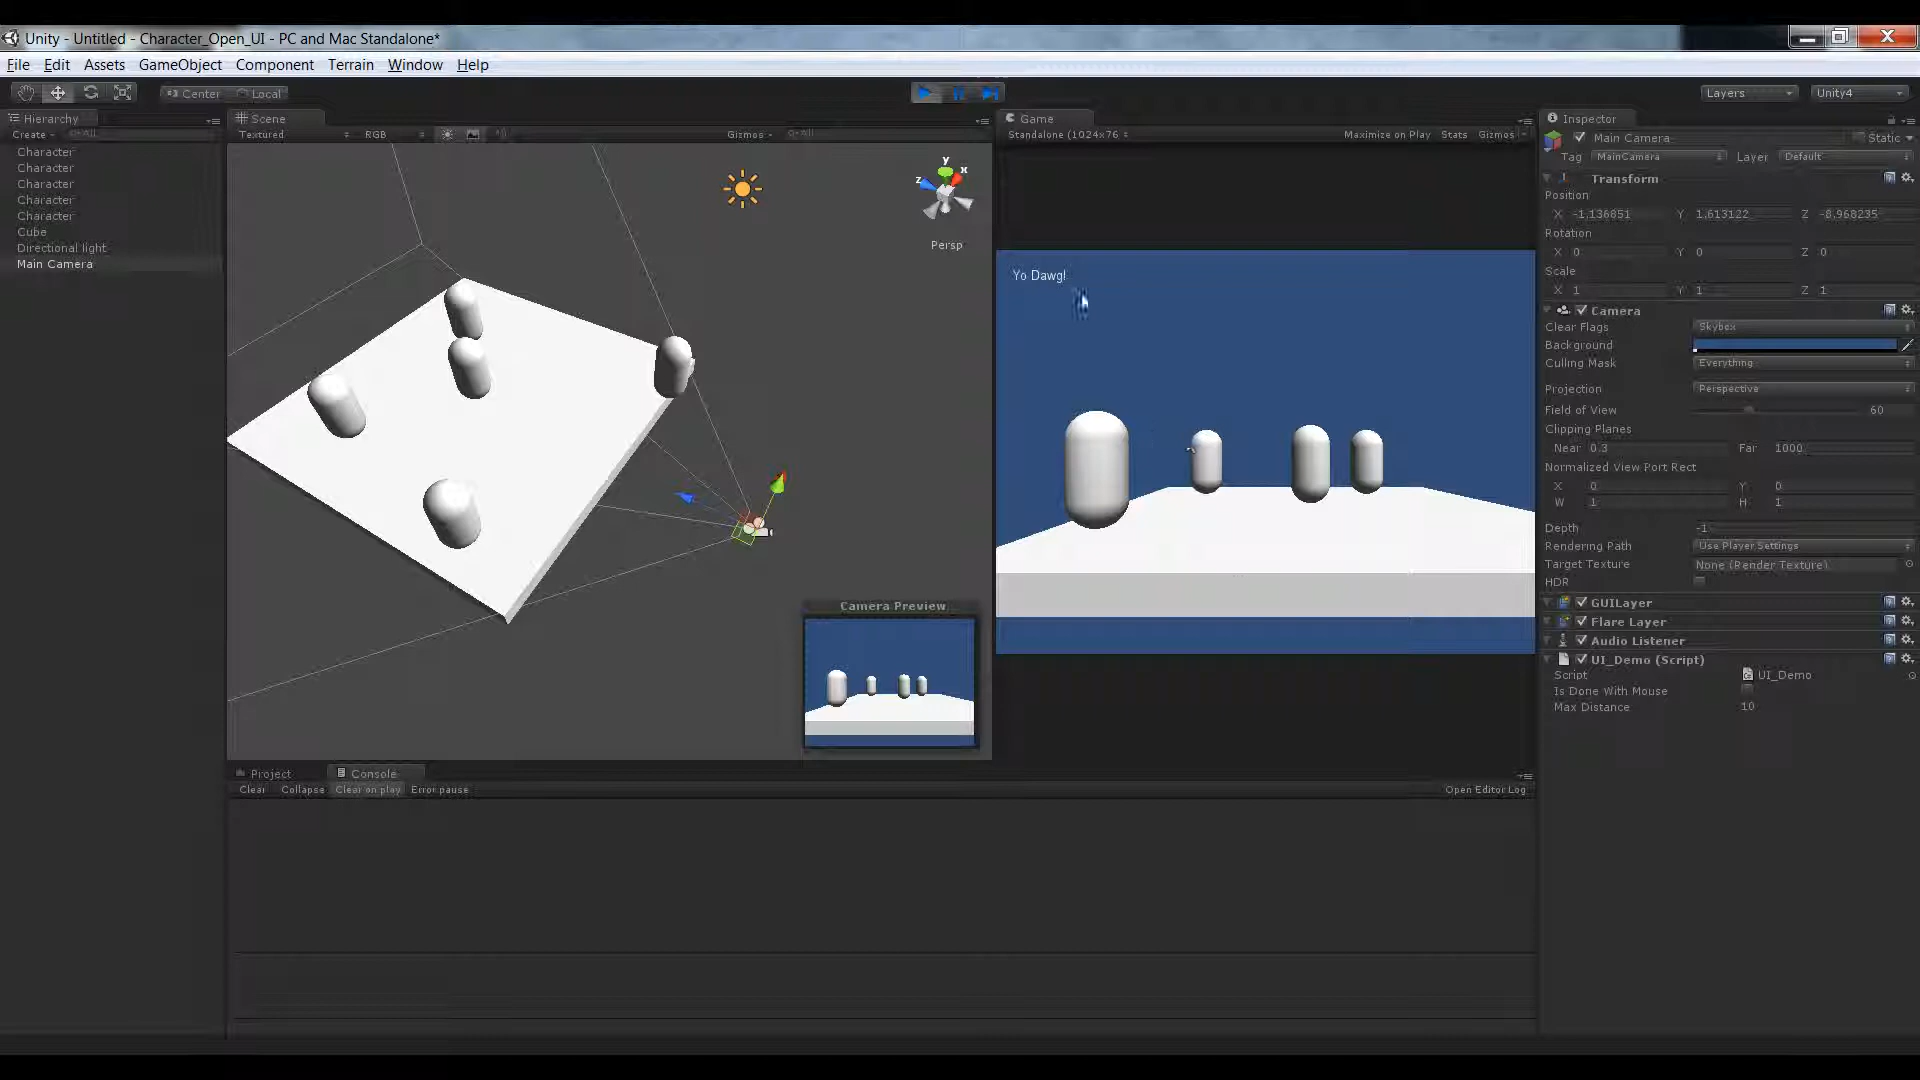 Unity - Untitled - Character_Open_UI - PC and Mac Standalone*
File Edit Assets GameObject Component Terrain Window Help
Center Local
Layers Unity4
Hierarchy
Create All
Character
Character
Character
Character
Character
Cube
Directional light
Main Camera
Scene
Textured RGB Gizmos All
y
x
z
Persp
Camera Preview
Game
Standalone (1024x76 Maximize on Play Stats Gizmos
Yo Dawg!
Inspector
Main Camera Static
Tag MainCamera Layer Default
Transform
Position
X -1.136851 Y 1.613122 Z -8.968235
Rotation
X 0 Y 0 Z 0
Scale
X 1 Y 1 Z 1
Camera
Clear Flags Skybox
Background
Culling Mask Everything
Projection Perspective
Field of View 60
Clipping Planes
Near 0.3 Far 1000
Normalized View Port Rect
X 0 Y 0
W 1 H 1
Depth -1
Rendering Path Use Player Settings
Target Texture None (Render Texture)
HDR
GUILayer
Flare Layer
Audio Listener
UI_Demo (Script)
Script UI_Demo
Is Done With Mouse
Max Distance 10
Project Console
Clear Collapse Clear on play Error pause Open Editor Log